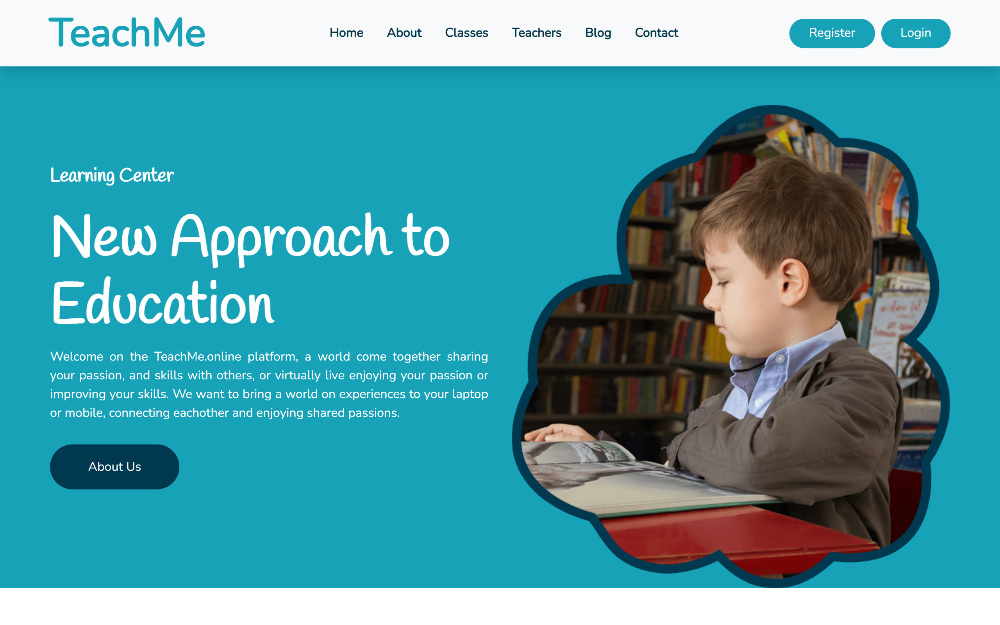 TeachMe
Home About Classes Teachers Blog Contact
Register Login
Learning Center
New Approach to
Education
Welcome on the TeachMe.online platform, a world come together sharing
your passion, and skills with others, or virtually live enjoying your passion or
improving your skills. We want to bring a world on experiences to your laptop
or mobile, connecting eachother and enjoying shared passions.
About Us